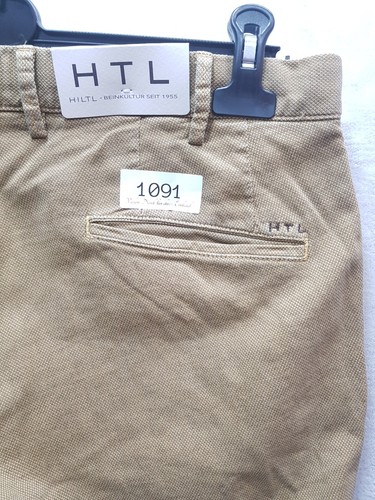 HTL
HILTL - BEINKULTUR SEIT 1955
1091
HTL